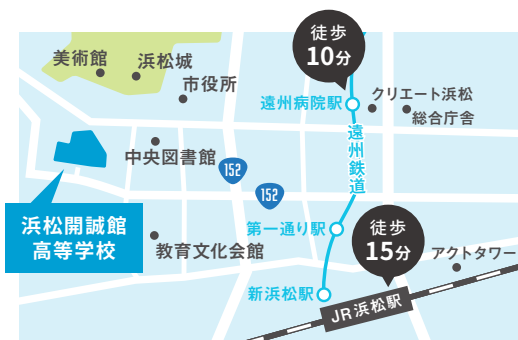 徒歩
10分
美術館
浜松城
市役所
クリエート浜松
遠州病院駅
総合庁舎
遠州鉄道
中央図書館
152
152
浜松開誠館
高等学校
第一通り駅
徒歩
15分
教育文化会館
アクトタワー
新浜松駅
JR浜松駅